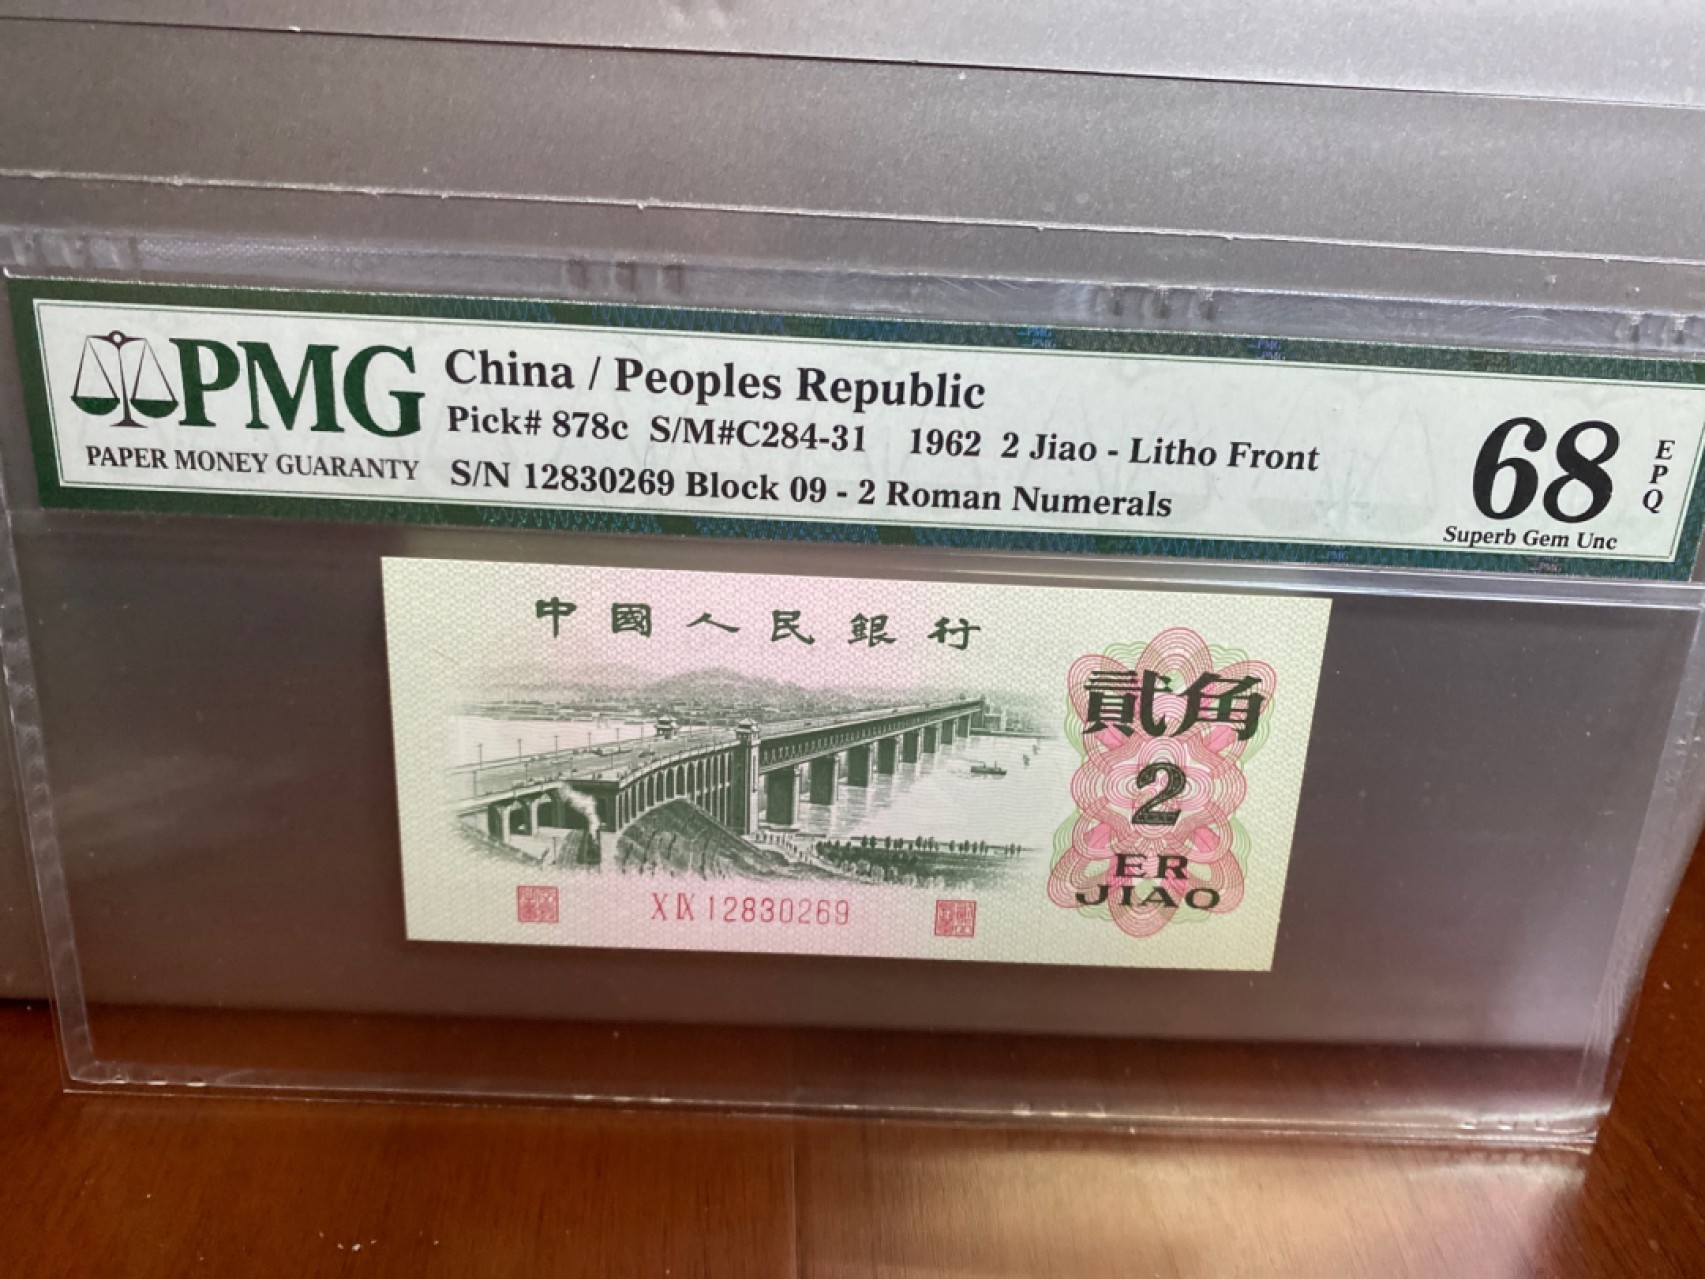 PMG
PAPER MONEY GUARANTY
China / Peoples Republic
Pick# 878c S/M#C284-31 1962 2 Jiao - Litho Front
S/N 12830269 Block 09 - 2 Roman Numerals
68
EPQ
Superb Gem Unc
中國人民銀行
貳角
2
ER
JIAO
X IX 12830269